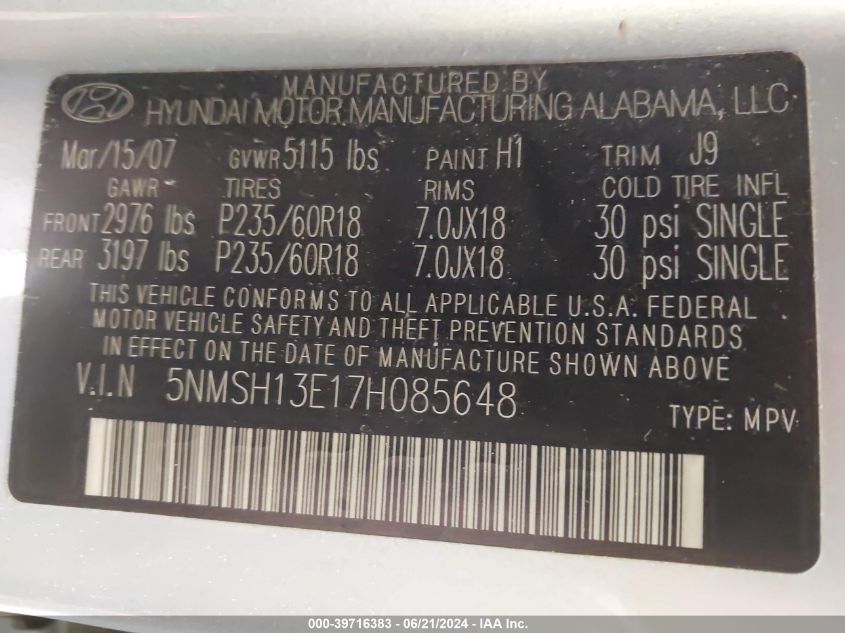 MANUFACTURED BY
HYUNDAI MOTOR MANUFACTURING ALABAMA, LLC
Mar/15/07 GVWR 5115 lbs PAINT H1 TRIM J9
GAWR TIRES RIMS COLD TIRE INFL
FRONT 2976 lbs P235/60R18 7.0JX18 30 psi SINGLE
REAR 3197 lbs P235/60R18 7.0JX18 30 psi SINGLE
THIS VEHICLE CONFORMS TO ALL APPLICABLE U.S.A. FEDERAL
MOTOR VEHICLE SAFETY AND THEFT PREVENTION STANDARDS
IN EFFECT ON THE DATE OF MANUFACTURE SHOWN ABOVE
V.I.N 5NMSH13E17H085648
TYPE: MPV
000-39716383 - 06/21/2024 - IAA Inc.